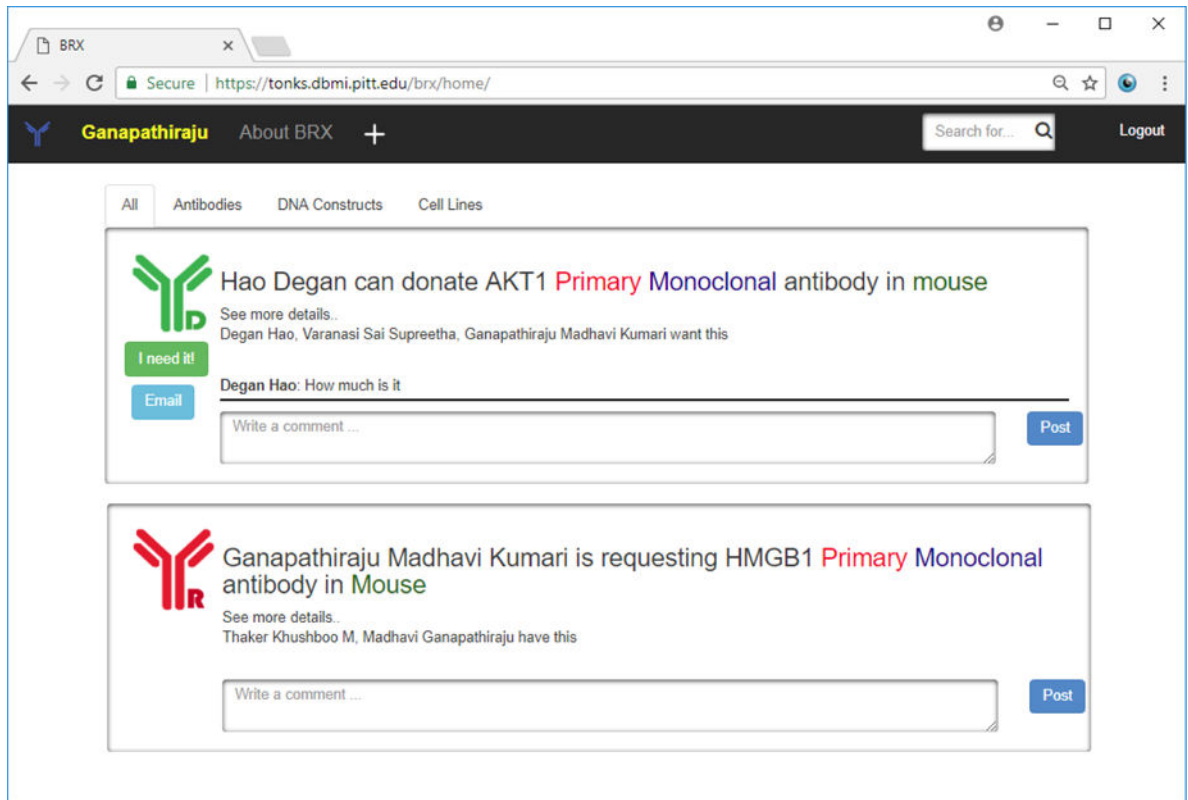 BRX
Secure | https://tonks.dbmi.pitt.edu/brx/home/
Ganapathiraju About BRX + Search for... Logout
All Antibodies DNA Constructs Cell Lines
Hao Degan can donate AKT1 Primary Monoclonal antibody in mouse
See more details..
Degan Hao, Varanasi Sai Supreetha, Ganapathiraju Madhavi Kumari want this
D
I need it!
Degan Hao: How much is it
Email
Write a comment ... Post
Ganapathiraju Madhavi Kumari is requesting HMGB1 Primary Monoclonal
antibody in Mouse
R
See more details..
Thaker Khushboo M, Madhavi Ganapathiraju have this
Write a comment ... Post